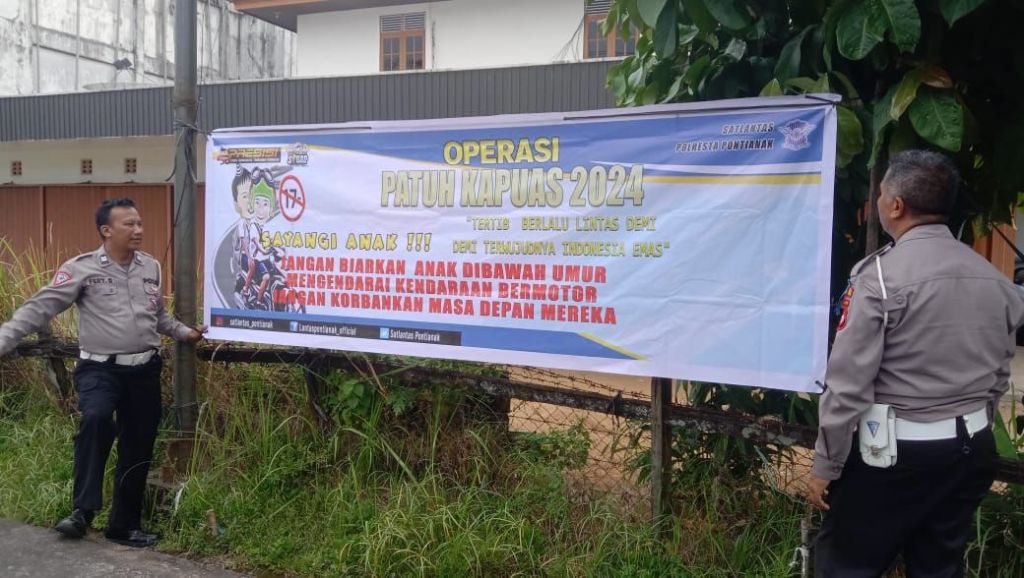 SATLANTAS
POLRESTA PONTIANAK
OPERASI
PATUH KAPUAS 2024
"TERTIB BERLALU LINTAS DEMI
DEMI TERWUJUDNYA INDONESIA EMAS"
17
SAYANGI ANAK !!!
JANGAN BIARKAN ANAK DIBAWAH UMUR
MENGENDARAI KENDARAAN BERMOTOR
JANGAN KORBANKAN MASA DEPAN MEREKA
satlantas_pontianak
Lantaspontianak_official
Satlantas Pontianak